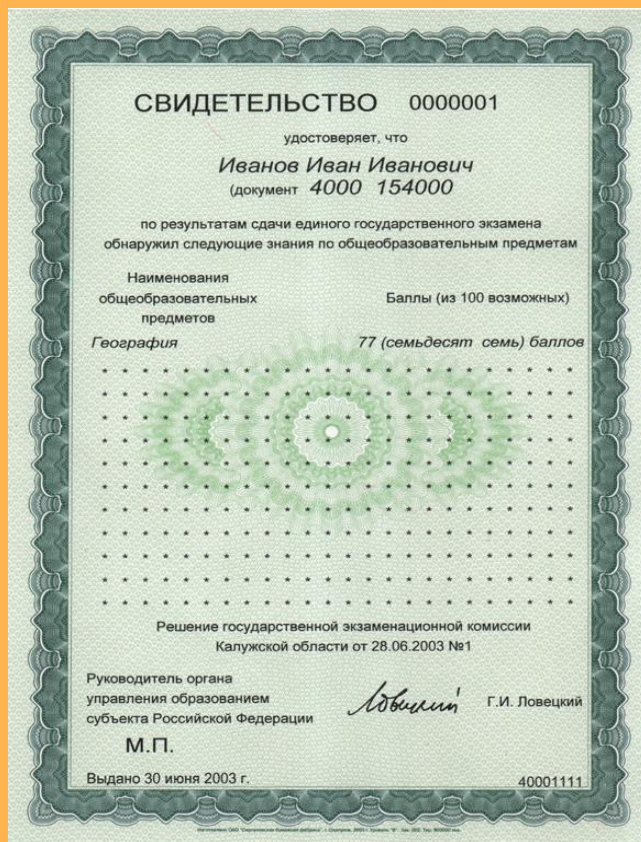 СВИДЕТЕЛЬСТВО 0000001
удостоверяет, что
Иванов Иван Иванович
(документ 4000 154000
по результатам сдачи единого государственного экзамена
обнаружил следующие знания по общеобразовательным предметам
Наименования
общеобразовательных
предметов
Баллы (из 100 возможных)
География 77 (семьдесят семь) баллов
Решение государственной экзаменационной комиссии
Калужской области от 28.06.2003 №1
Руководитель органа
управления образованием
субъекта Российской Федерации
Г.И. Ловецкий
М.П.
Выдано 30 июня 2003 г. 40001111